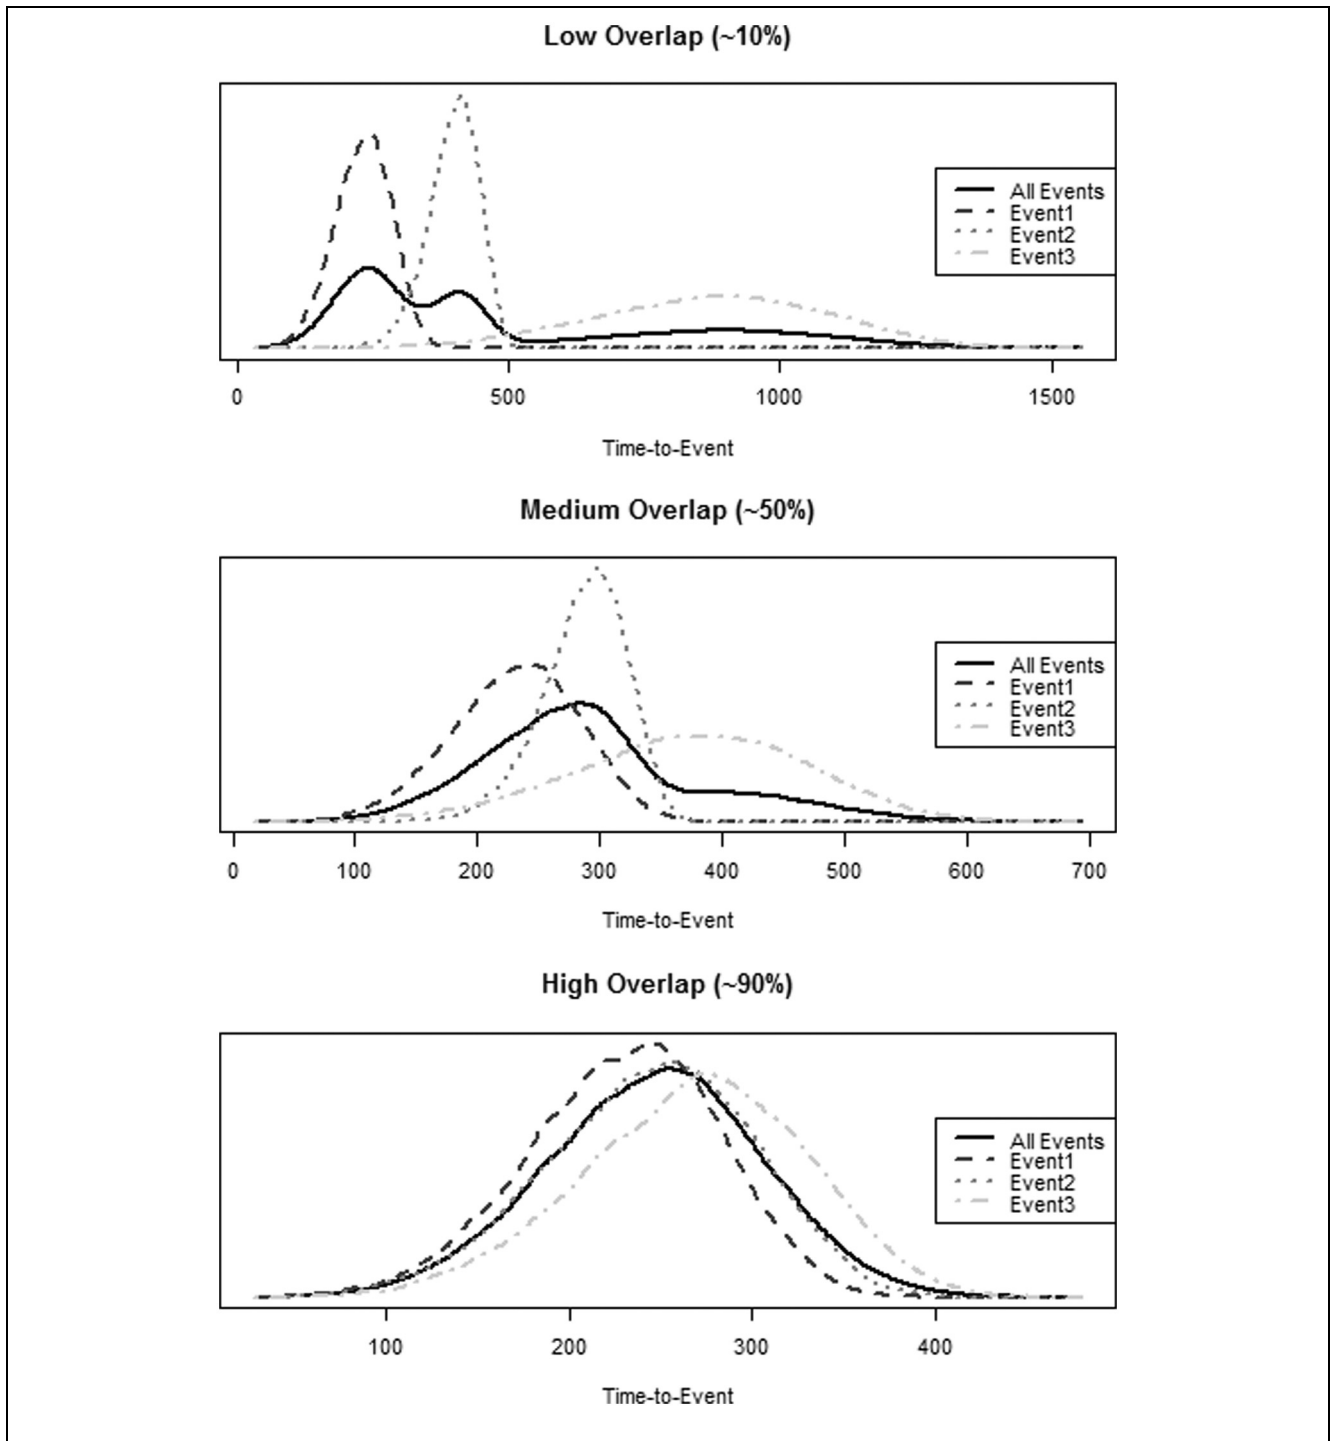 Low Overlap (~10%)
All Events
Event1
Event2
Event3
0 500 1000 1500
Time-to-Event
Medium Overlap (~50%)
All Events
Event1
Event2
Event3
0 100 200 300 400 500 600 700
Time-to-Event
High Overlap (~90%)
All Events
Event1
Event2
Event3
100 200 300 400
Time-to-Event